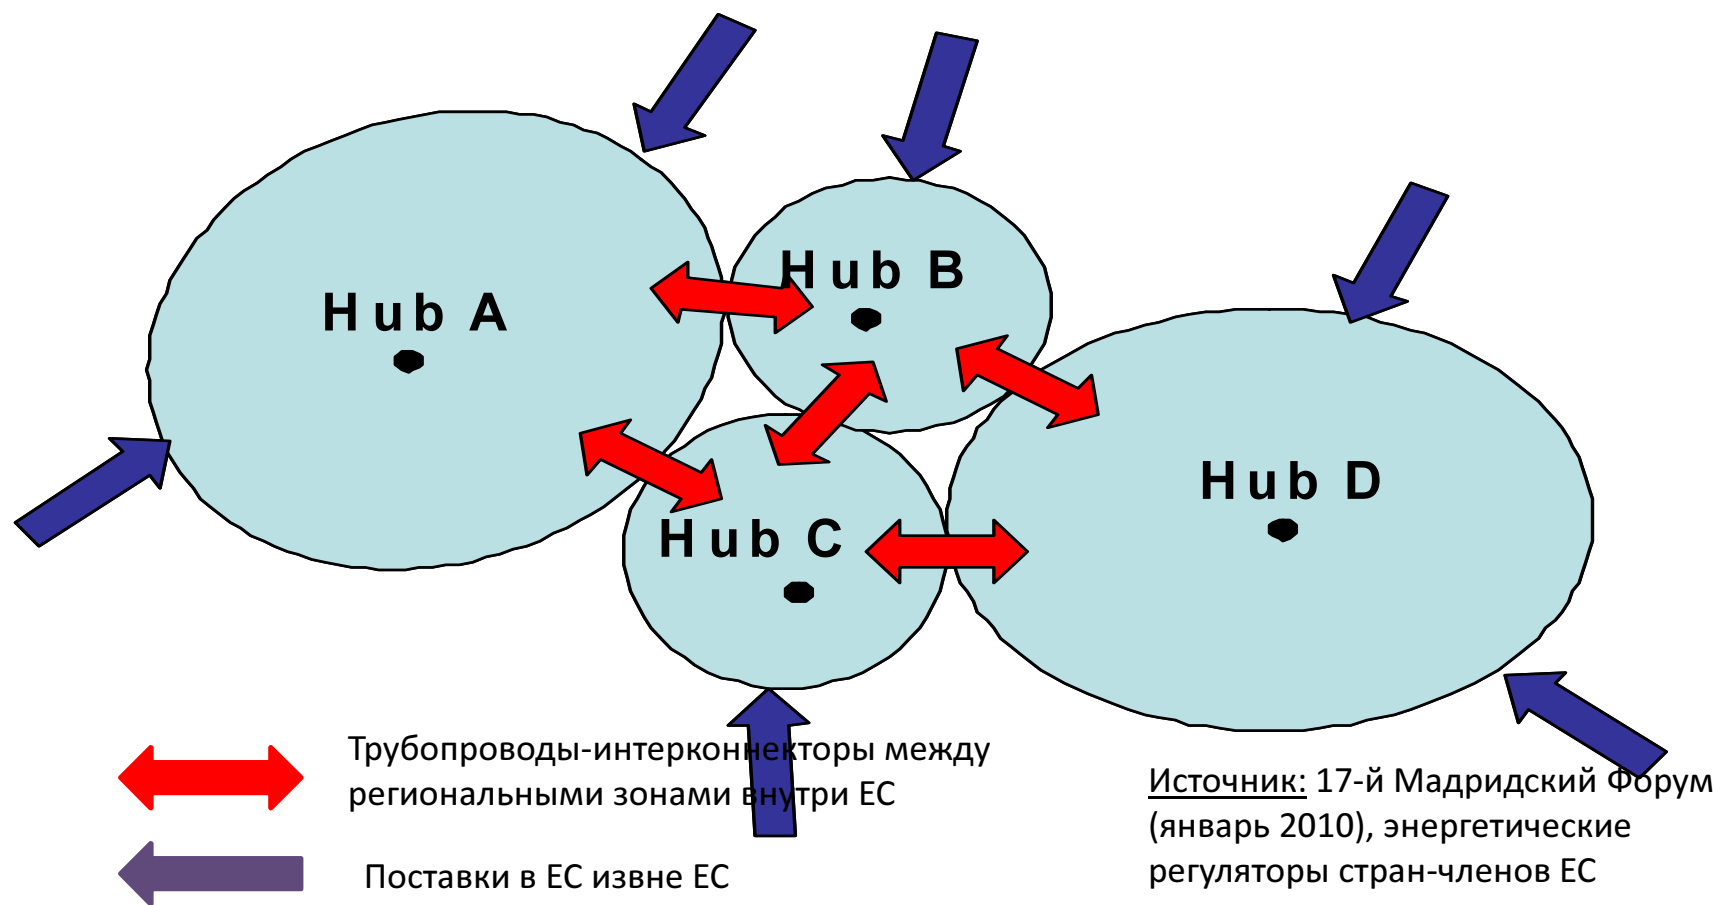 Hub B
Hub A
Hub D
Hub C
Трубопроводы-интерконнекторы между
региональными зонами внутри ЕС
Поставки в ЕС извне ЕС
Источник: 17-й Мадридский Форум
(январь 2010), энергетические
регуляторы стран-членов ЕС